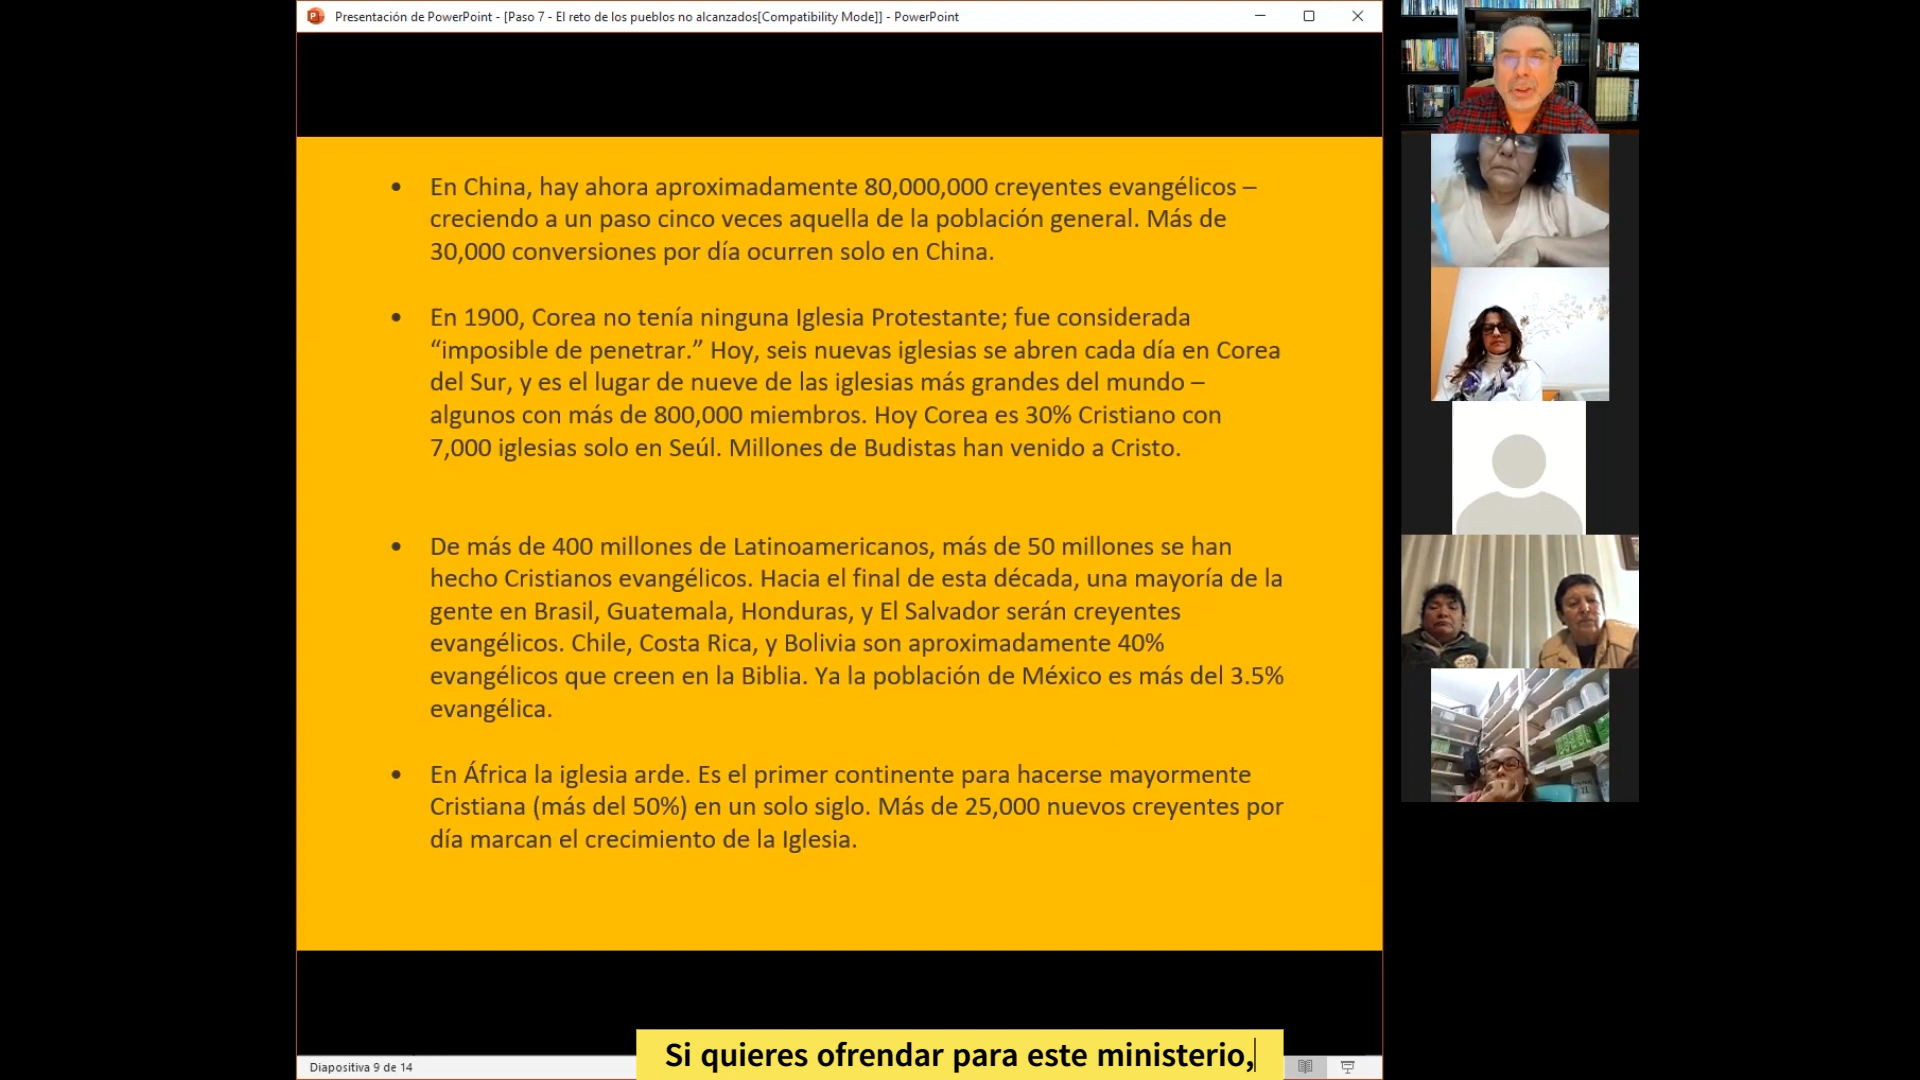 Presentación de PowerPoint - [Paso 7 - El reto de los pueblos no alcanzados[Compatibility Mode]] - PowerPoint
• En China, hay ahora aproximadamente 80,000,000 creyentes evangélicos –
creciendo a un paso cinco veces aquella de la población general. Más de
30,000 conversiones por día ocurren solo en China.
• En 1900, Corea no tenía ninguna Iglesia Protestante; fue considerada
“imposible de penetrar.” Hoy, seis nuevas iglesias se abren cada día en Corea
del Sur, y es el lugar de nueve de las iglesias más grandes del mundo –
algunos con más de 800,000 miembros. Hoy Corea es 30% Cristiano con
7,000 iglesias solo en Seúl. Millones de Budistas han venido a Cristo.
• De más de 400 millones de Latinoamericanos, más de 50 millones se han
hecho Cristianos evangélicos. Hacia el final de esta década, una mayoría de la
gente en Brasil, Guatemala, Honduras, y El Salvador serán creyentes
evangélicos. Chile, Costa Rica, y Bolivia son aproximadamente 40%
evangélicos que creen en la Biblia. Ya la población de México es más del 3.5%
evangélica.
• En África la iglesia arde. Es el primer continente para hacerse mayormente
Cristiana (más del 50%) en un solo siglo. Más de 25,000 nuevos creyentes por
día marcan el crecimiento de la Iglesia.
Si quieres ofrendar para este ministerio,
Diapositiva 9 de 14